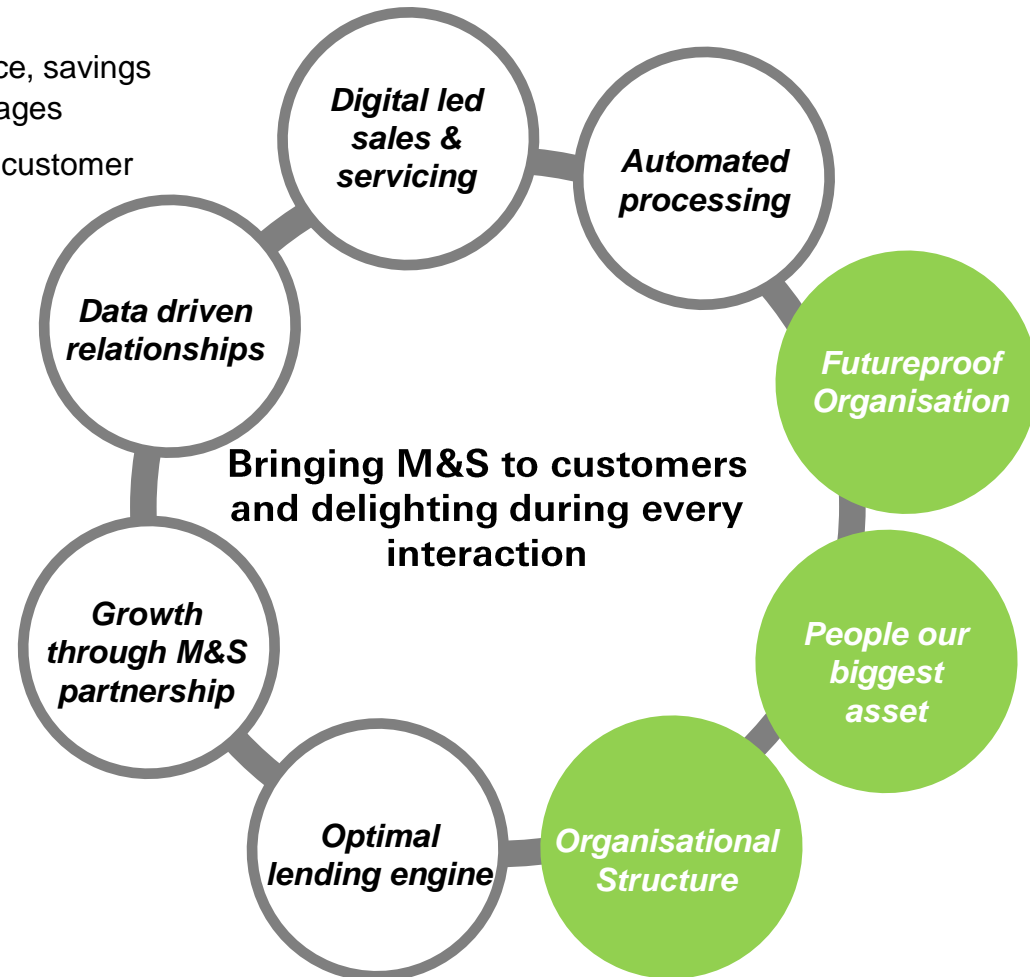 ce, savings
ages
customer
Digital led
sales &
servicing
Automated
processing
Data driven
relationships
Futureproof
Organisation
Bringing M&S to customers
and delighting during every
interaction
Growth
through M&S
partnership
People our
biggest
asset
Optimal
lending engine
Organisational
Structure